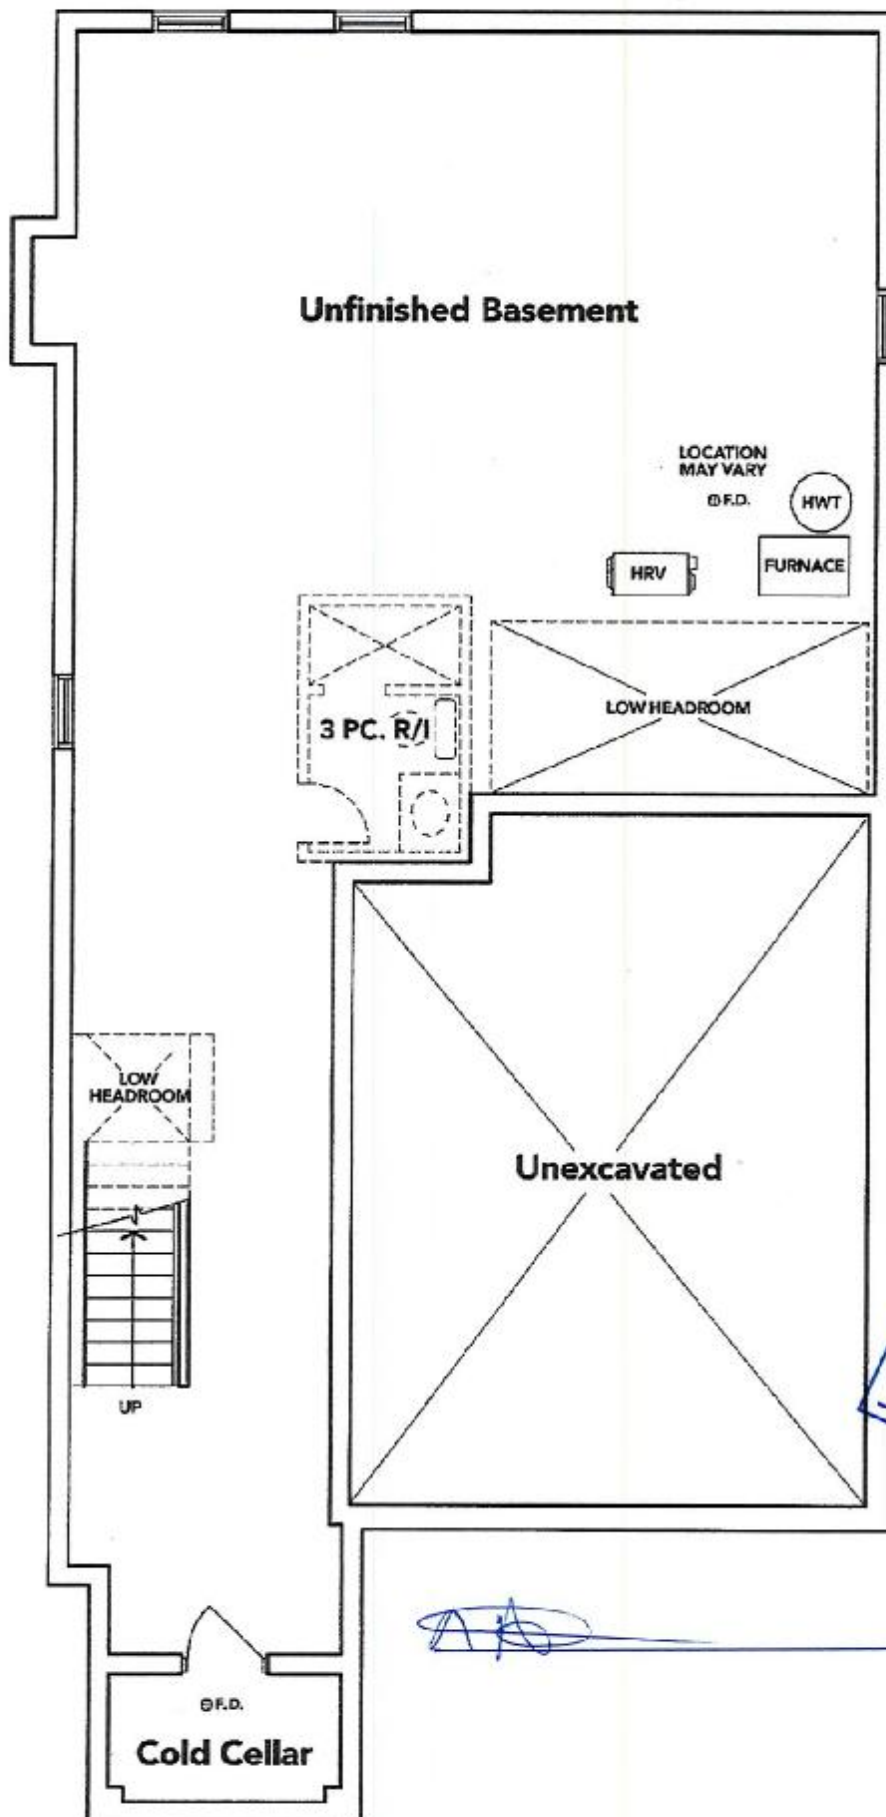 Unfinished Basement
LOCATION
MAY VARY
F.D.
HWT
HRV
FURNACE
3 PC. R/I
LOW HEADROOM
LOW
HEADROOM
Unexcavated
UP
F.D.
Cold Cellar